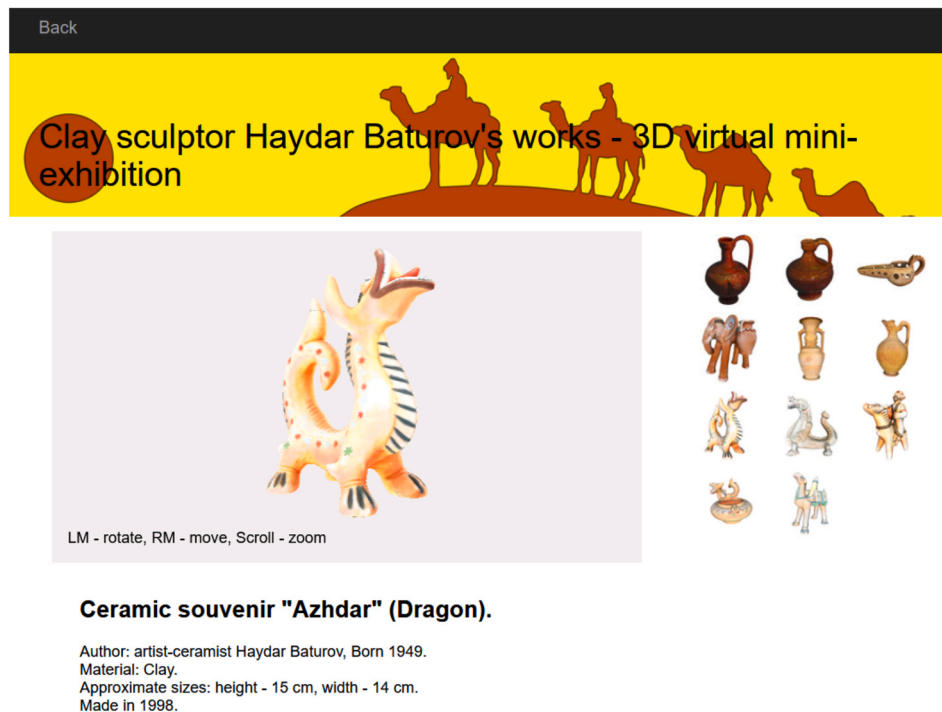 Back
Clay sculptor Haydar Baturov's works - 3D virtual mini-
exhibition
LM - rotate, RM - move, Scroll - zoom
Ceramic souvenir "Azhdar" (Dragon).
Author: artist-ceramist Haydar Baturov, Born 1949.
Material: Clay.
Approximate sizes: height - 15 cm, width - 14 cm.
Made in 1998.